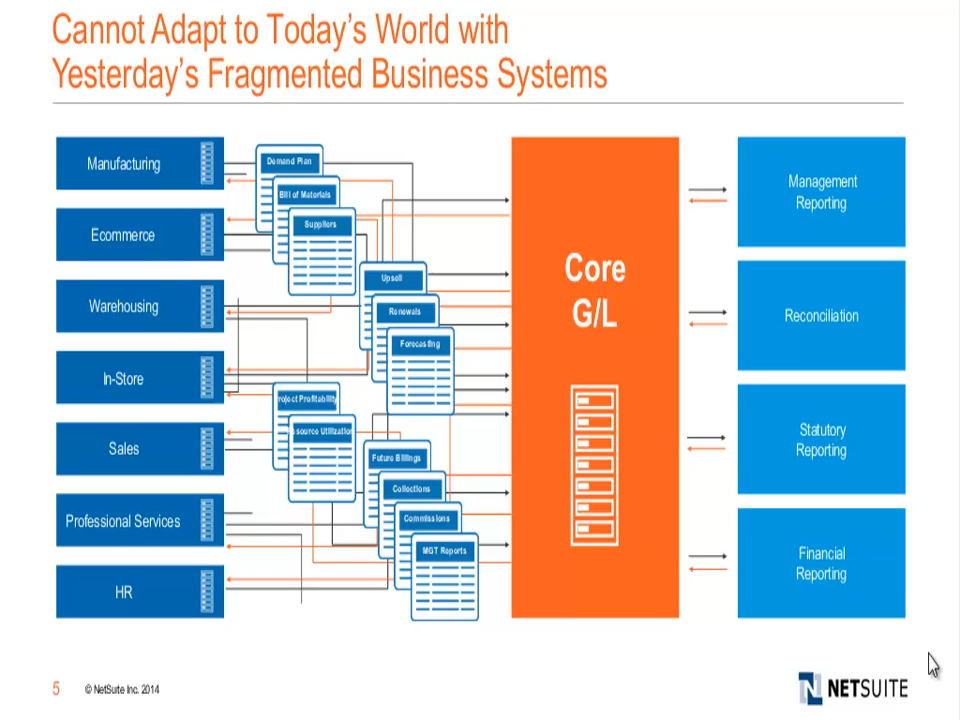 Cannot Adapt to Today's World with
Yesterday's Fragmented Business Systems
Manufacturing
Ecommerce
Warehousing
In-Store
Sales
Professional Services
HR
Demand Plan
Bill of Materials
Suppliers
Upsell
Renewals
Forecasting
roject Profitability
source Utilization
Future Billings
Collections
Commissions
MGT Reports
Core
G/L
Management
Reporting
Reconciliation
Statutory
Reporting
Financial
Reporting
5 © NetSuite Inc. 2014
NETSUITE